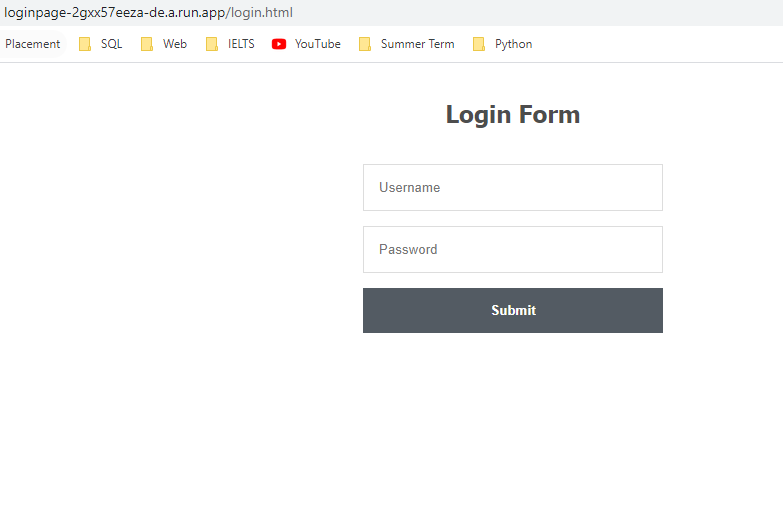 loginpage-2gxx57eeza-de.a.run.app/login.html
Placement SQL Web IELTS YouTube Summer Term Python
Login Form
Username
Password
Submit